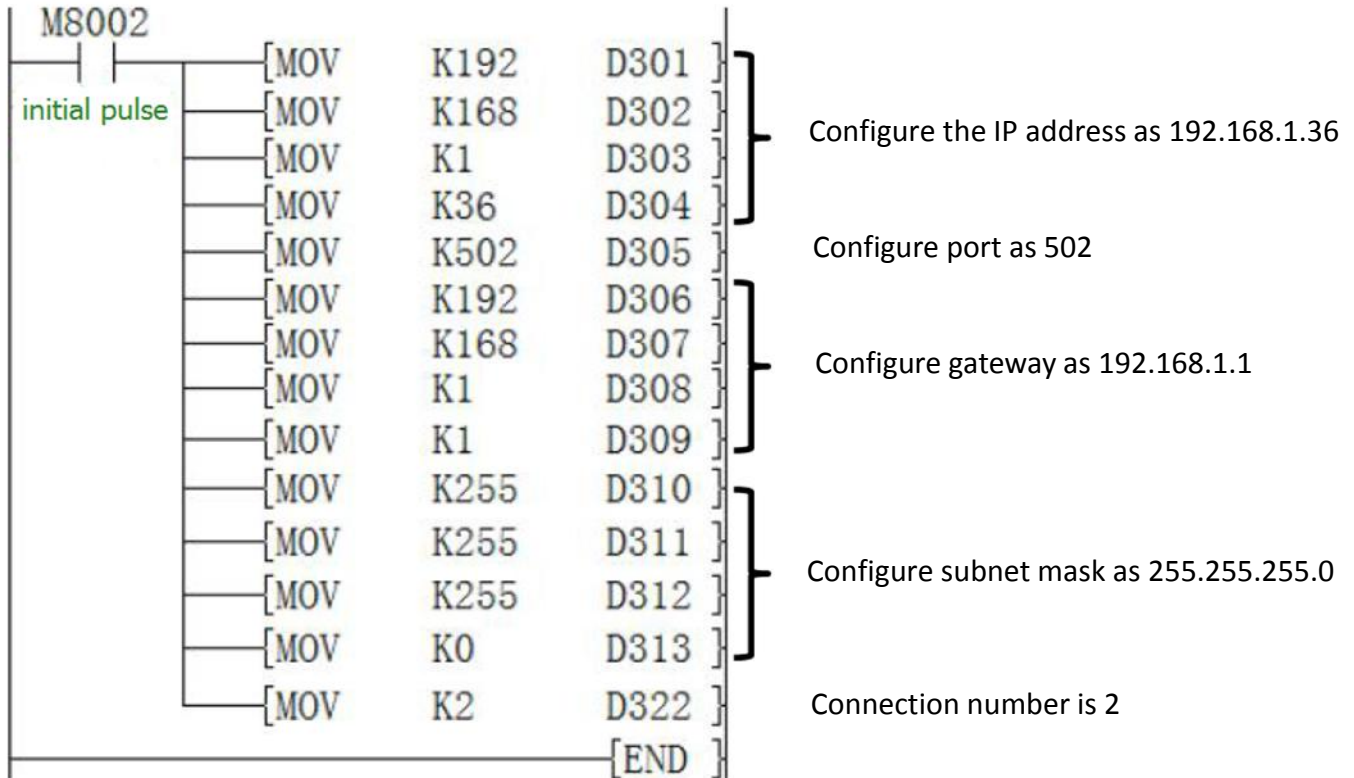 M8002
[MOV K192 D301 ]
initial pulse
[MOV K168 D302 ]
Configure the IP address as 192.168.1.36
[MOV K1 D303 ]
[MOV K36 D304 ]
[MOV K502 D305 ]
Configure port as 502
[MOV K192 D306 ]
[MOV K168 D307 ]
Configure gateway as 192.168.1.1
[MOV K1 D308 ]
[MOV K1 D309 ]
[MOV K255 D310 ]
[MOV K255 D311 ]
Configure subnet mask as 255.255.255.0
[MOV K255 D312 ]
[MOV K0 D313 ]
[MOV K2 D322 ]
Connection number is 2
[END ]